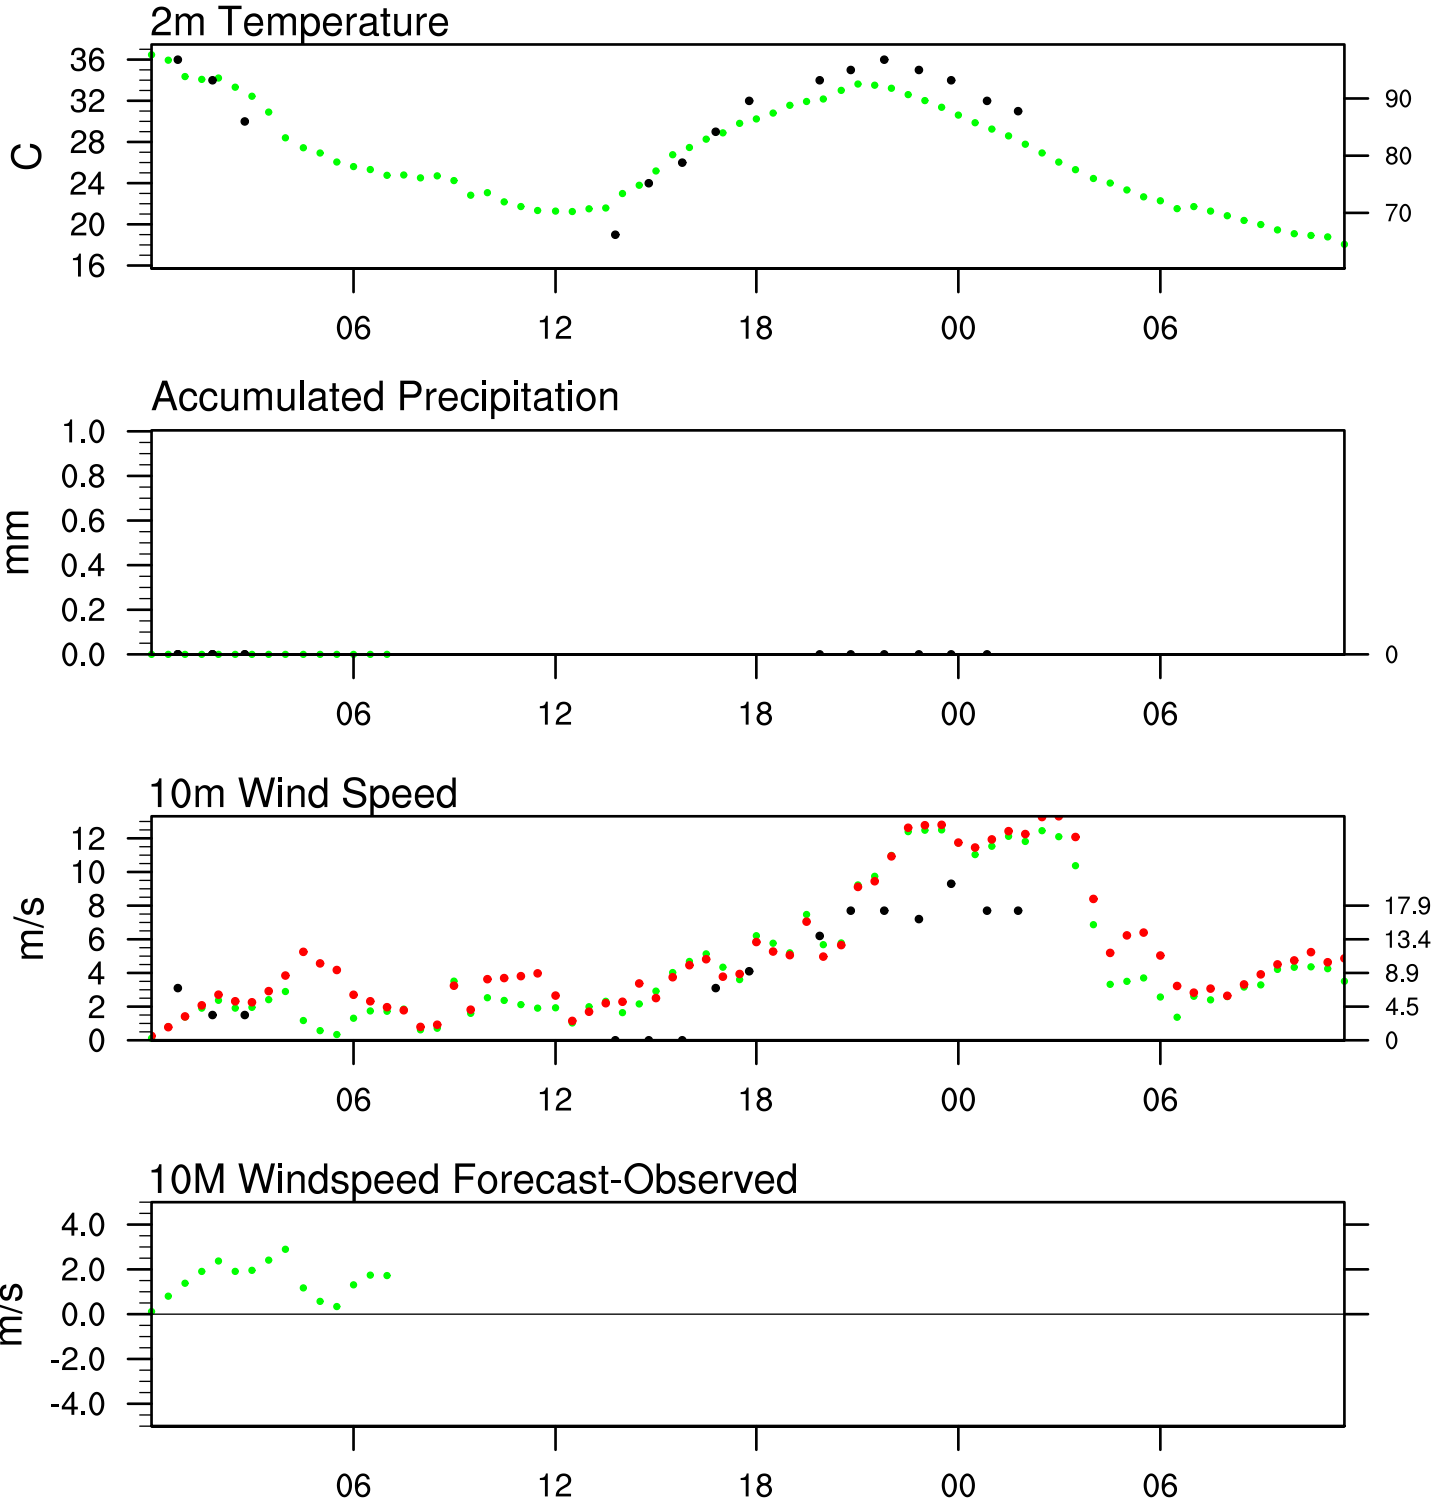 2m Temperature
36
32
28
24
20
16
C
90
80
70
06 12 18 00 06
Accumulated Precipitation
1.0
0.8
0.6
0.4
0.2
0.0
mm
0
06 12 18 00 06
10m Wind Speed
12
10
8
6
4
2
0
m/s
17.9
13.4
8.9
4.5
0
06 12 18 00 06
10M Windspeed Forecast-Observed
4.0
2.0
0.0
-2.0
-4.0
m/s
06 12 18 00 06